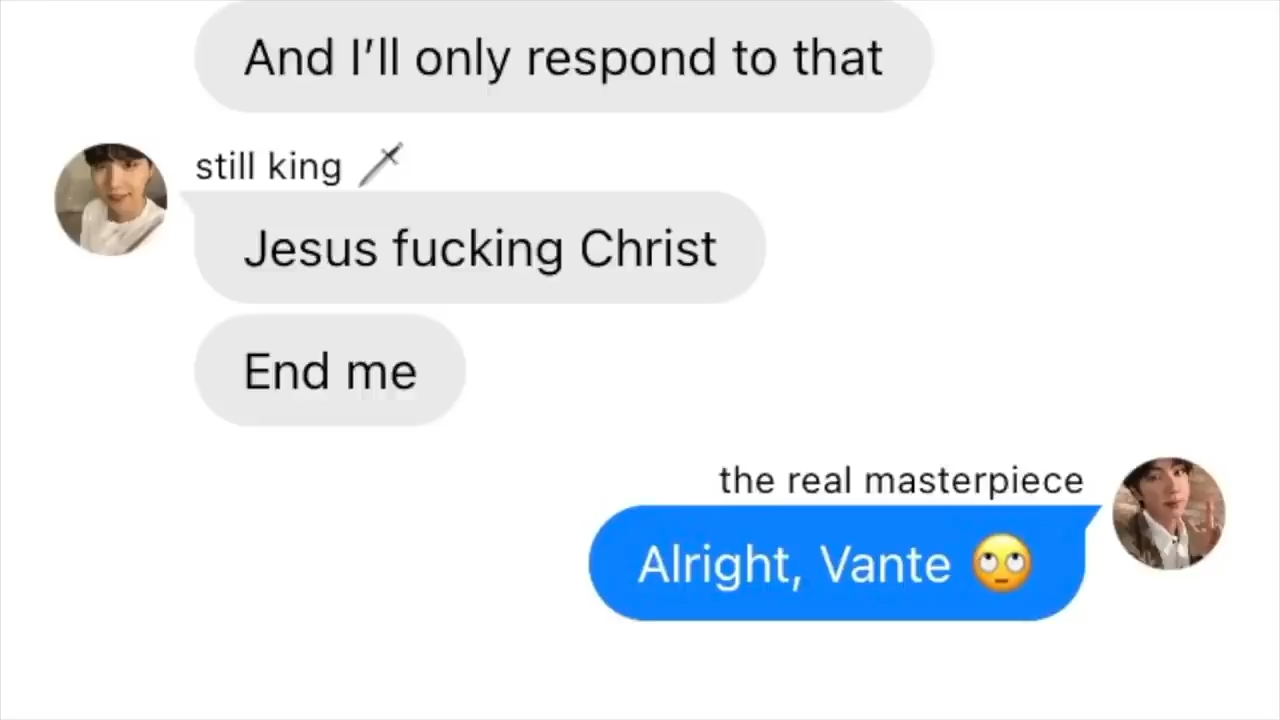 And I’ll only respond to that
still king 🗡
Jesus fucking Christ
End me
the real masterpiece
Alright, Vante 🙄